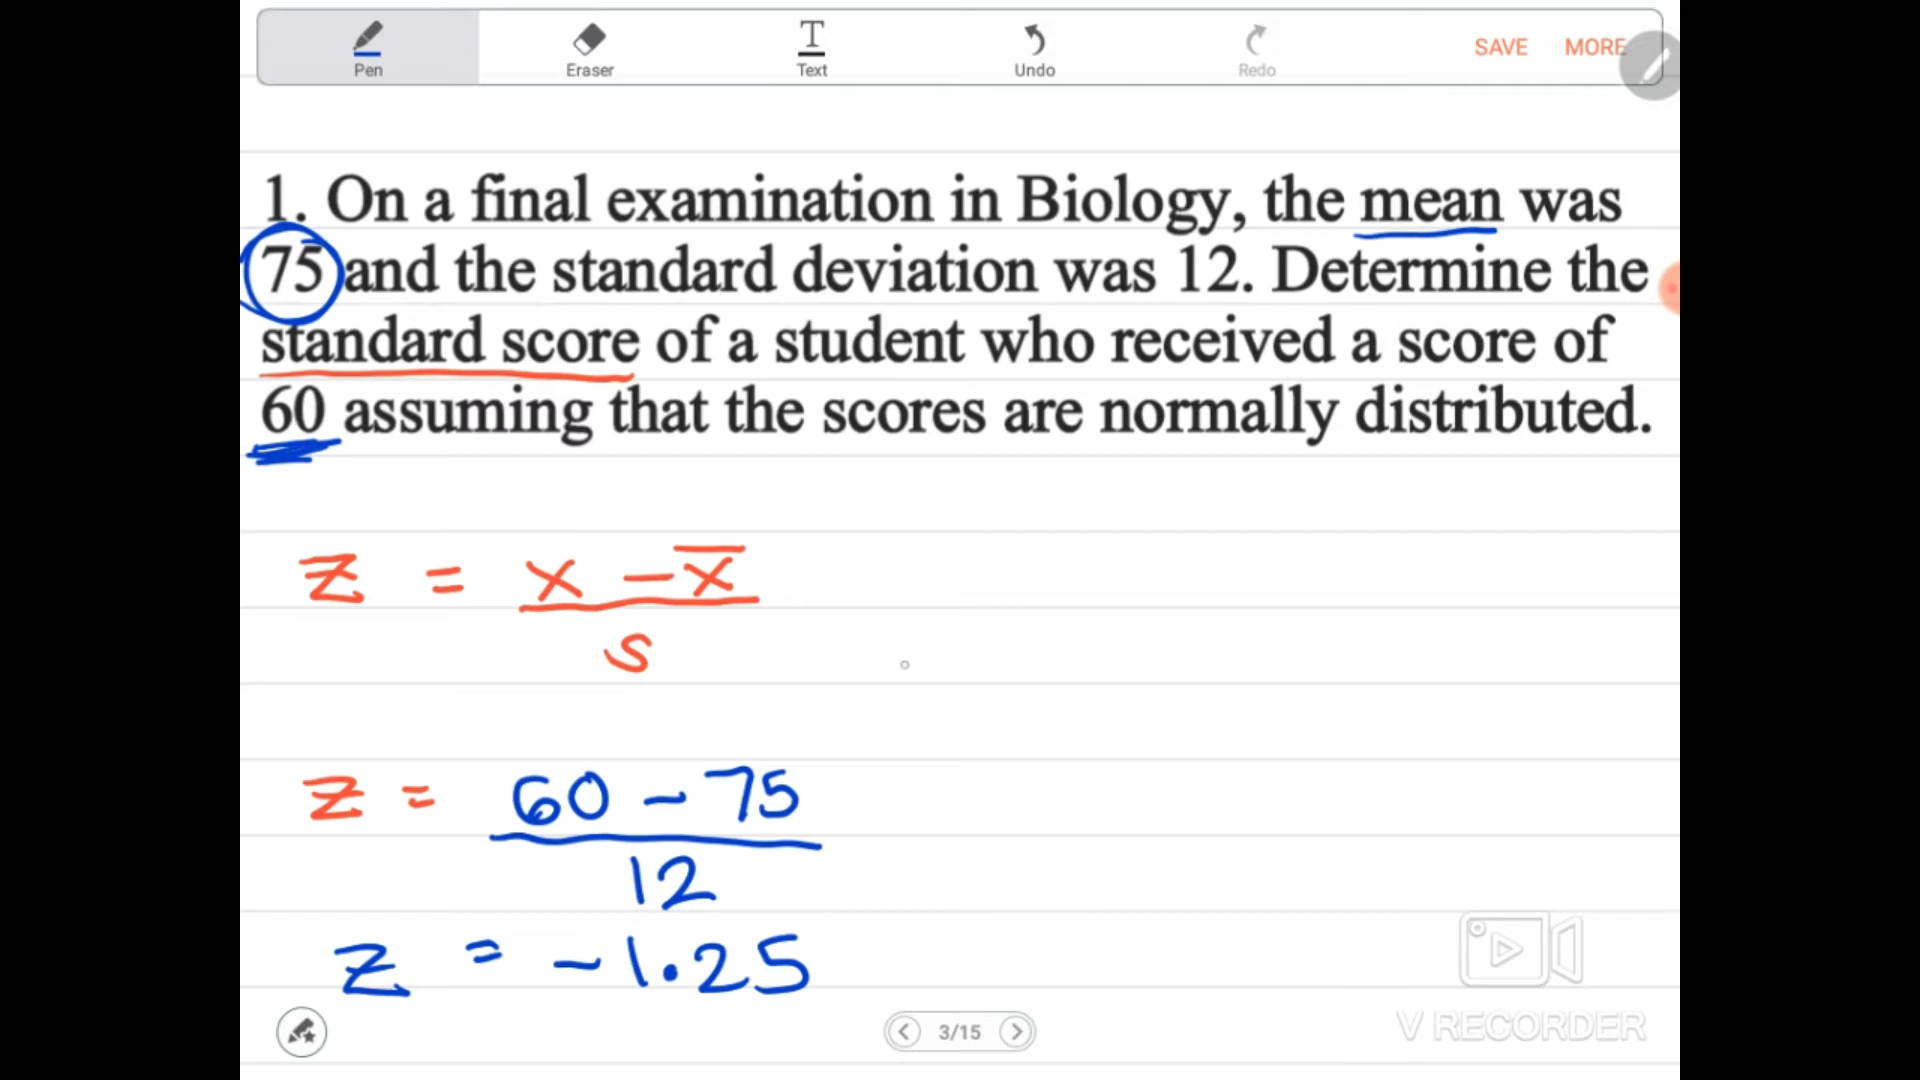 Pen Eraser Text Undo Redo SAVE MORE
1. On a final examination in Biology, the mean was
75 and the standard deviation was 12. Determine the
standard score of a student who received a score of
60 assuming that the scores are normally distributed.
z = x - x̅
s
z = 60 - 75
12
z = -1.25
3/15
V RECORDER